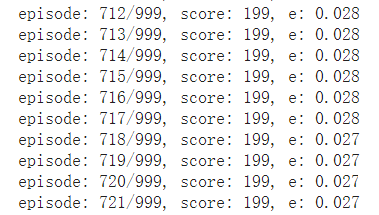 episode: 712/999, score: 199, e: 0.028
episode: 713/999, score: 199, e: 0.028
episode: 714/999, score: 199, e: 0.028
episode: 715/999, score: 199, e: 0.028
episode: 716/999, score: 199, e: 0.028
episode: 717/999, score: 199, e: 0.028
episode: 718/999, score: 199, e: 0.027
episode: 719/999, score: 199, e: 0.027
episode: 720/999, score: 199, e: 0.027
episode: 721/999, score: 199, e: 0.027